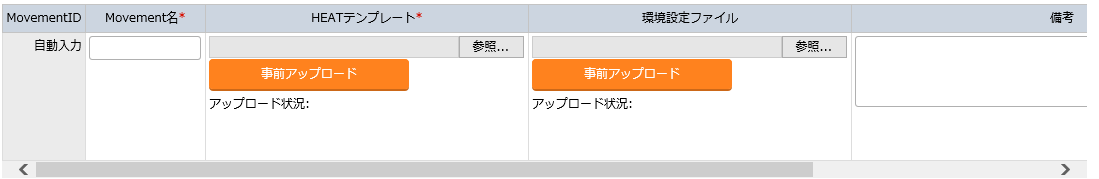 MovementID Movement名* HEATテンプレート* 環境設定ファイル 備考
自動入力 参照... 参照...
事前アップロード 事前アップロード
アップロード状況: アップロード状況: